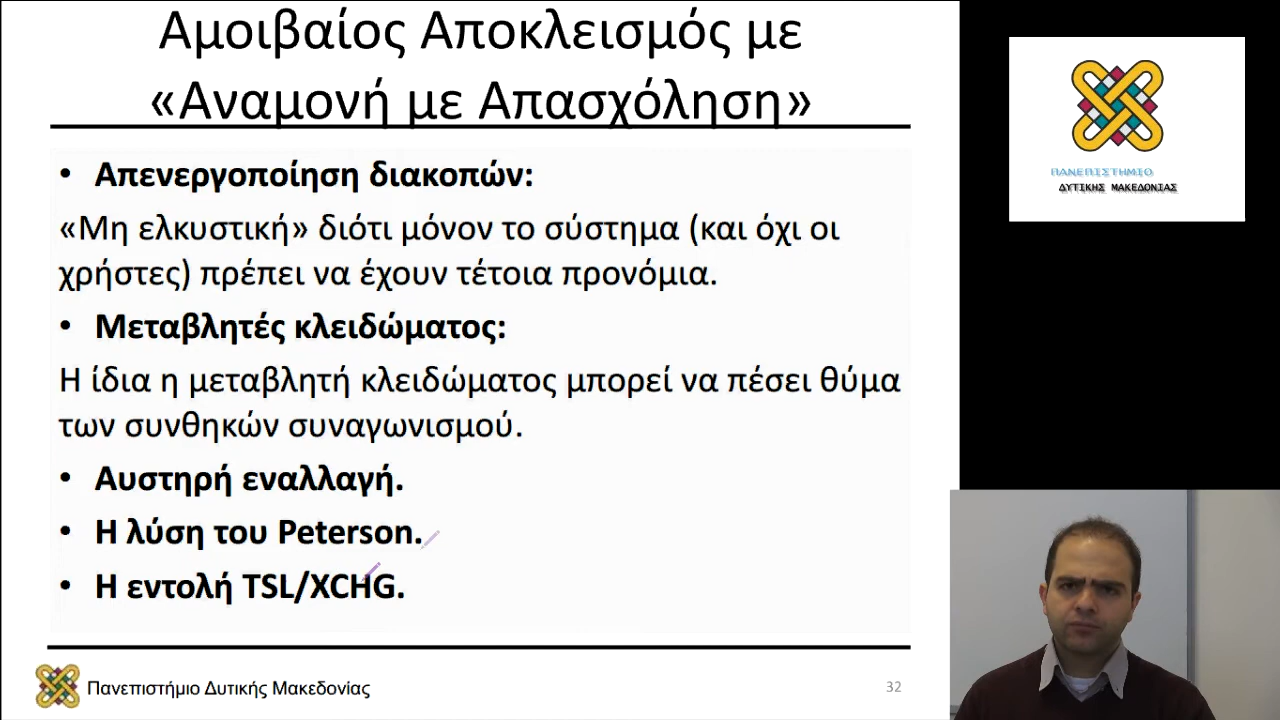 Αμοιβαίος Αποκλεισμός με
«Αναμονή με Απασχόληση»
• Απενεργοποίηση διακοπών:
«Μη ελκυστική» διότι μόνον το σύστημα (και όχι οι
χρήστες) πρέπει να έχουν τέτοια προνόμια.
• Μεταβλητές κλειδώματος:
Η ίδια η μεταβλητή κλειδώματος μπορεί να πέσει θύμα
των συνθηκών συναγωνισμού.
• Αυστηρή εναλλαγή.
• Η λύση του Peterson.
• Η εντολή TSL/XCHG.
Πανεπιστήμιο Δυτικής Μακεδονίας
32
ΠΑΝΕΠΙΣΤΗΜΙΟ
ΔΥΤΙΚΗΣ ΜΑΚΕΔΟΝΙΑΣ